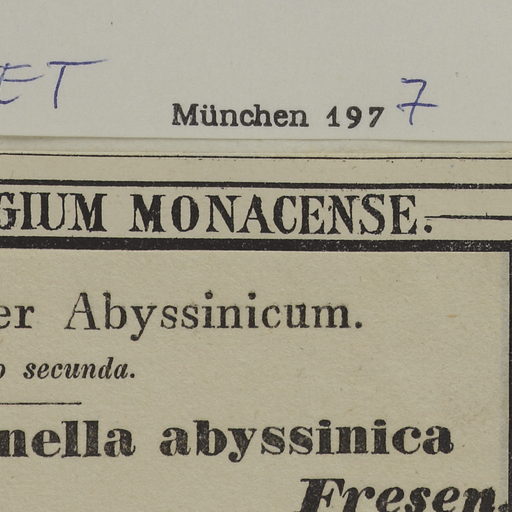 ET
München 1977
GIUM MONACENSE.
er Abyssinicum.
o secunda.
nella abyssinica
Fresen.